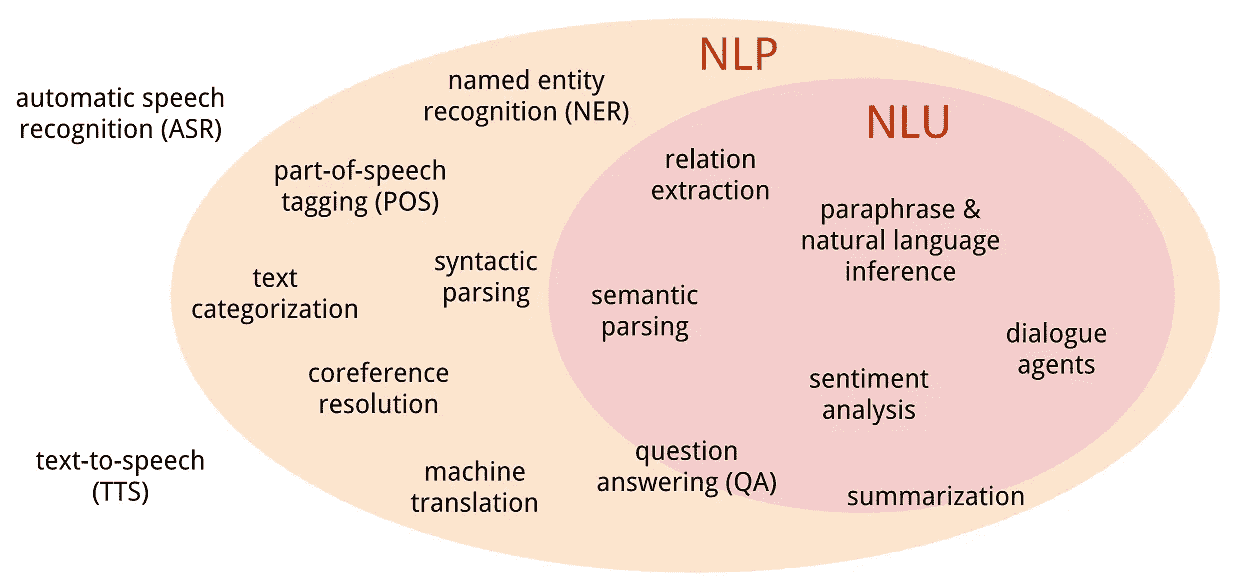 NLP
NLU
automatic speech
recognition (ASR)
named entity
recognition (NER)
part-of-speech
tagging (POS)
relation
extraction
paraphrase &
natural language
inference
text
categorization
syntactic
parsing
semantic
parsing
dialogue
agents
coreference
resolution
sentiment
analysis
text-to-speech
(TTS)
machine
translation
question
answering (QA)
summarization